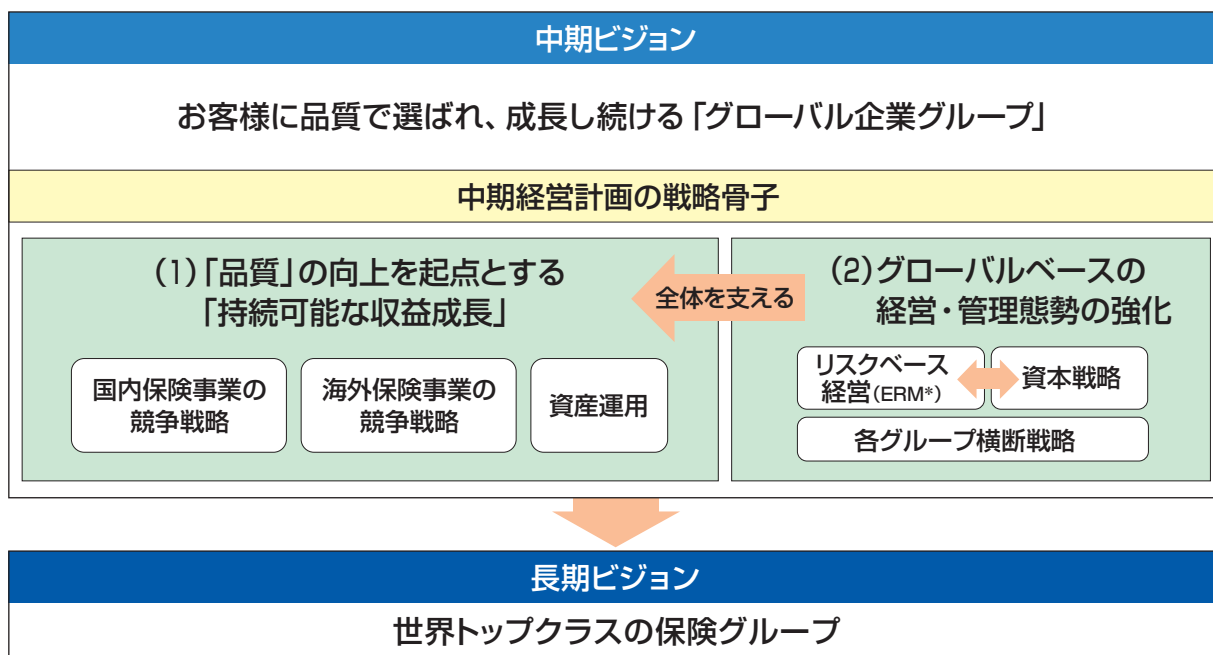 中期ビジョン
お客様に品質で選ばれ、成長し続ける「グローバル企業グループ」
中期経営計画の戦略骨子
(1)「品質」の向上を起点とする
「持続可能な収益成長」
国内保険事業の
競争戦略
海外保険事業の
競争戦略
資産運用
全体を支える
(2)グローバルベースの
経営・管理態勢の強化
リスクベース
経営(ERM*)
資本戦略
各グループ横断戦略
長期ビジョン
世界トップクラスの保険グループ